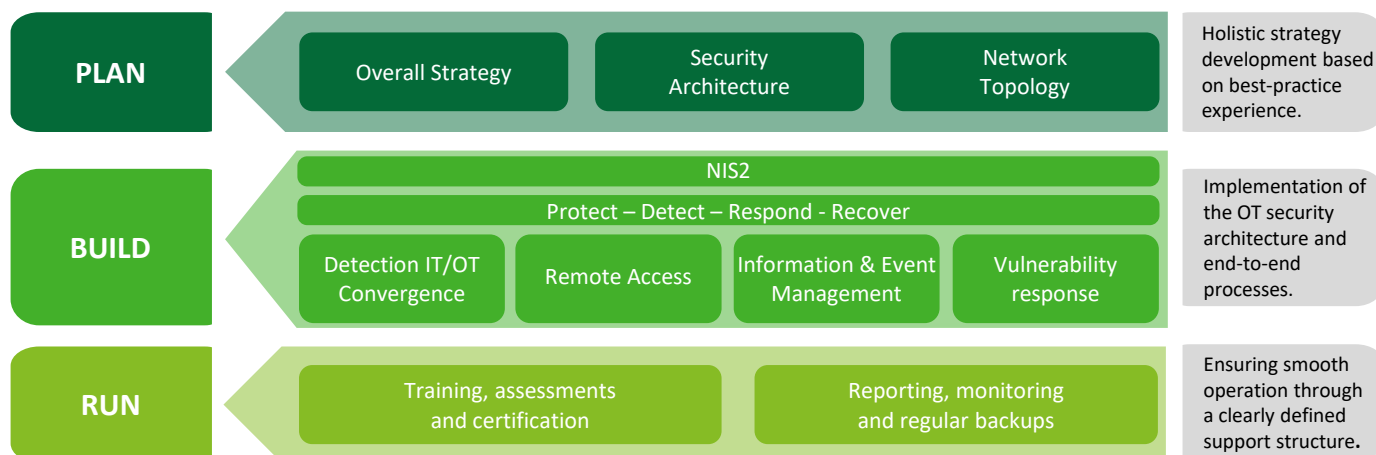 PLAN
Overall Strategy
Security
Architecture
Network
Topology
Holistic strategy
development based
on best-practice
experience.
BUILD
NIS2
Protect – Detect – Respond - Recover
Detection IT/OT
Convergence
Remote Access
Information & Event
Management
Vulnerability
response
Implementation of
the OT security
architecture and
end-to-end
processes.
RUN
Training, assessments
and certification
Reporting, monitoring
and regular backups
Ensuring smooth
operation through
a clearly defined
support structure.